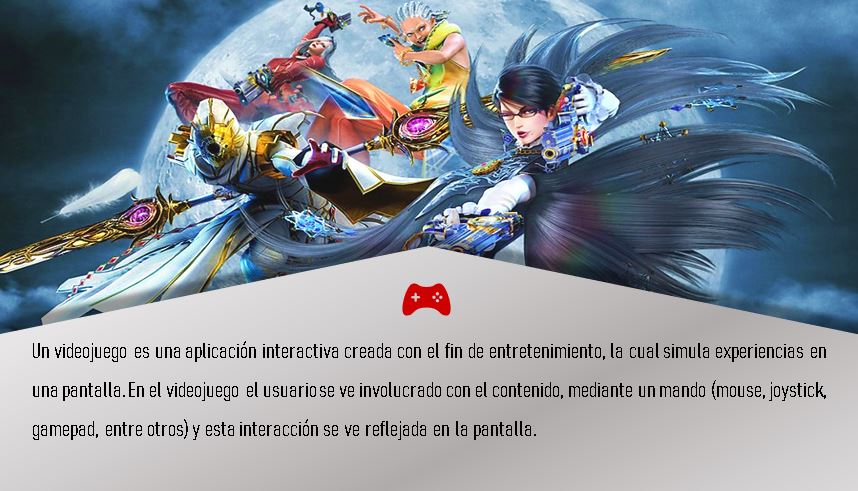 Un videojuego es una aplicación interactiva creada con el fin de entretenimiento, la cual simula experiencias en
una pantalla. En el videojuego el usuario se ve involucrado con el contenido, mediante un mando (mouse, joystick,
gamepad, entre otros) y esta interacción se ve reflejada en la pantalla.